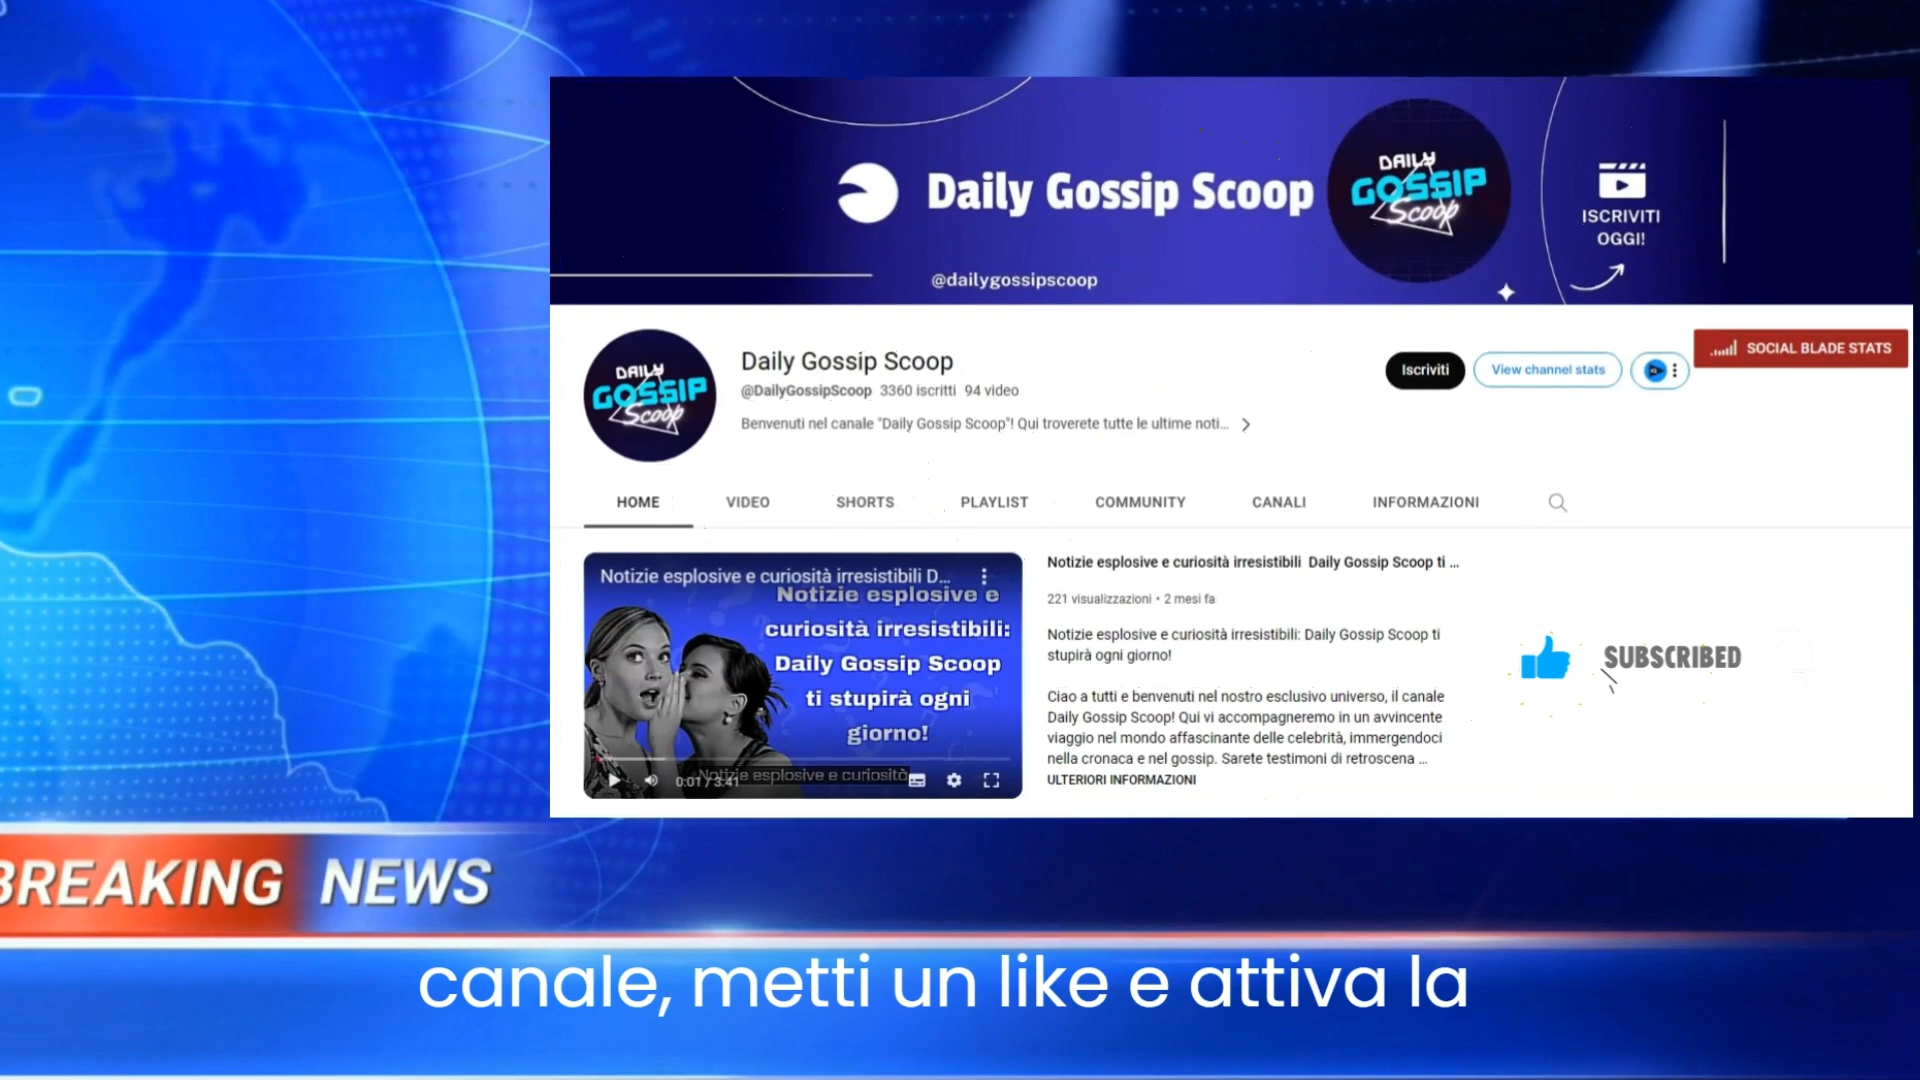 Daily Gossip Scoop
DAILY
GOSSIP
Scoop
ISCRIVITI
OGGI!
@dailygossipscoop
DAILY
GOSSIP
Scoop
Daily Gossip Scoop
@DailyGossipScoop 3360 iscritti 94 video
Benvenuti nel canale "Daily Gossip Scoop"! Qui troverete tutte le ultime noti...
Iscriviti
View channel stats
SOCIAL BLADE STATS
HOME VIDEO SHORTS PLAYLIST COMMUNITY CANALI INFORMAZIONI
Notizie esplosive e curiosità irresistibili D...
Notizie esplosive e
curiosità irresistibili:
Daily Gossip Scoop
ti stupirà ogni
giorno!
Notizie esplosive e curiosità
0:01 / 3:41
Notizie esplosive e curiosità irresistibili Daily Gossip Scoop ti ...
221 visualizzazioni • 2 mesi fa
Notizie esplosive e curiosità irresistibili: Daily Gossip Scoop ti
stupirà ogni giorno!
Ciao a tutti e benvenuti nel nostro esclusivo universo, il canale
Daily Gossip Scoop! Qui vi accompagneremo in un avvincente
viaggio nel mondo affascinante delle celebrità, immergendoci
nella cronaca e nel gossip. Sarete testimoni di retroscena ...
ULTERIORI INFORMAZIONI
SUBSCRIBED
BREAKING NEWS
canale, metti un like e attiva la